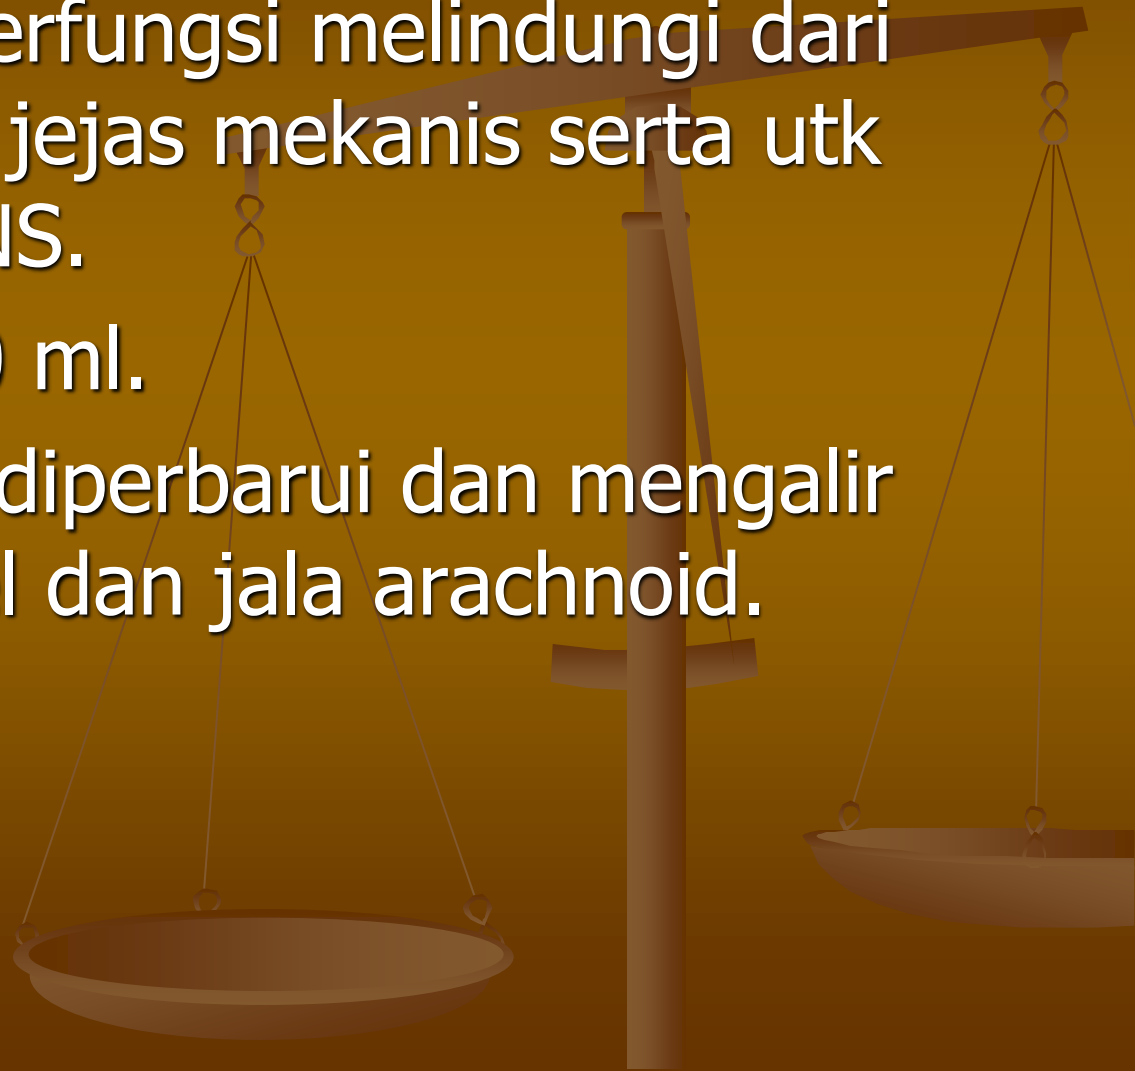 erfungsi melindungi dari
jejas mekanis serta utk
NS.
ml.
diperbarui dan mengalir
l dan jala arachnoid.